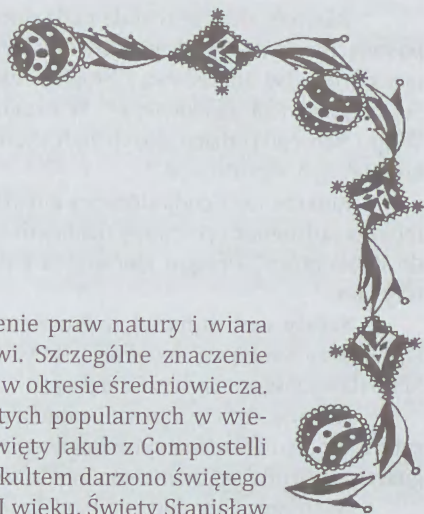 enie praw natury i wiara
wi. Szczególne znaczenie
w okresie średniowiecza.
tych popularnych w wie-
więty Jakub z Compostelli
kultem darzono świętego
I wieku. Święty Stanisław